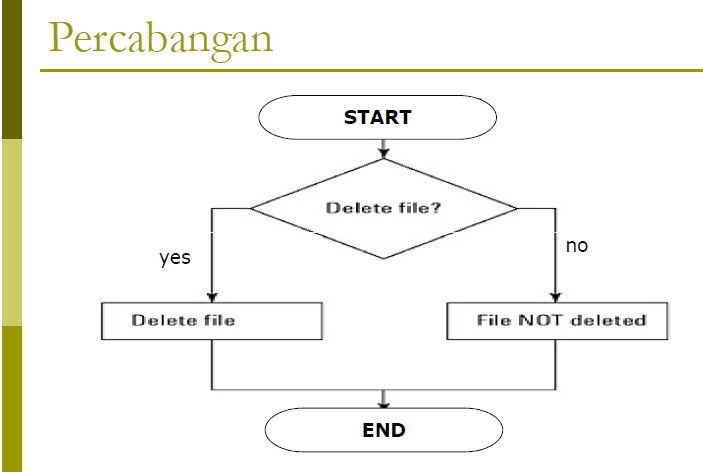 Percabangan
START
Delete file?
yes
no
Delete file
File NOT deleted
END